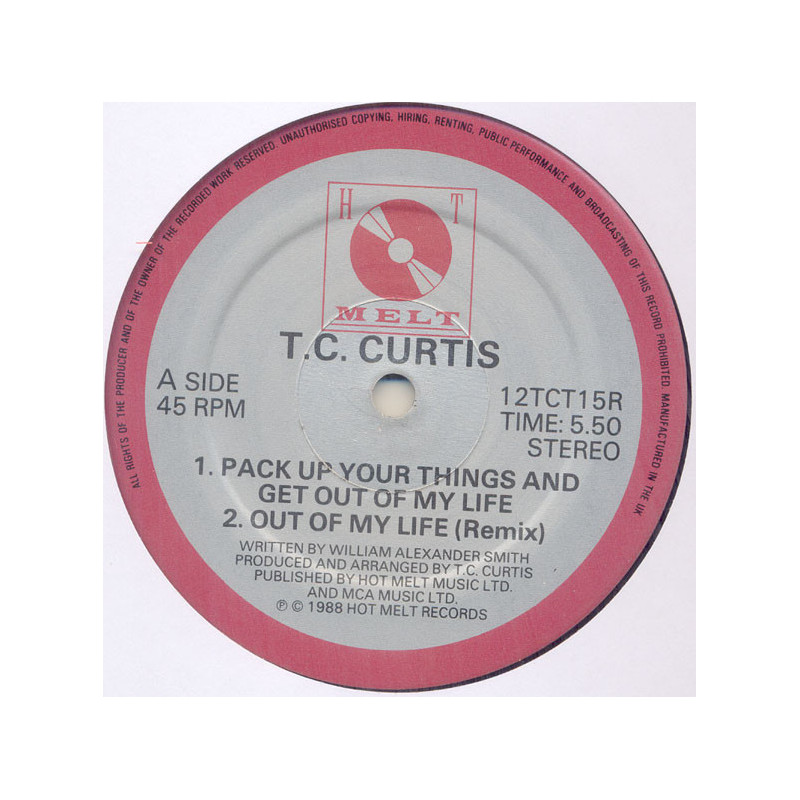 ALL RIGHTS OF THE PRODUCER AND OF THE OWNER OF THE RECORDED WORK RESERVED. UNAUTHORISED COPYING, HIRING, RENTING, PUBLIC PERFORMANCE AND BROADCASTING OF THIS RECORD PROHIBITED. MANUFACTURED IN THE UK
H T
MELT
T.C. CURTIS
A SIDE
45 RPM
12TCT15R
TIME: 5.50
STEREO
1. PACK UP YOUR THINGS AND
GET OUT OF MY LIFE
2. OUT OF MY LIFE (Remix)
WRITTEN BY WILLIAM ALEXANDER SMITH
PRODUCED AND ARRANGED BY T.C. CURTIS
PUBLISHED BY HOT MELT MUSIC LTD.
AND MCA MUSIC LTD.
℗ © 1988 HOT MELT RECORDS